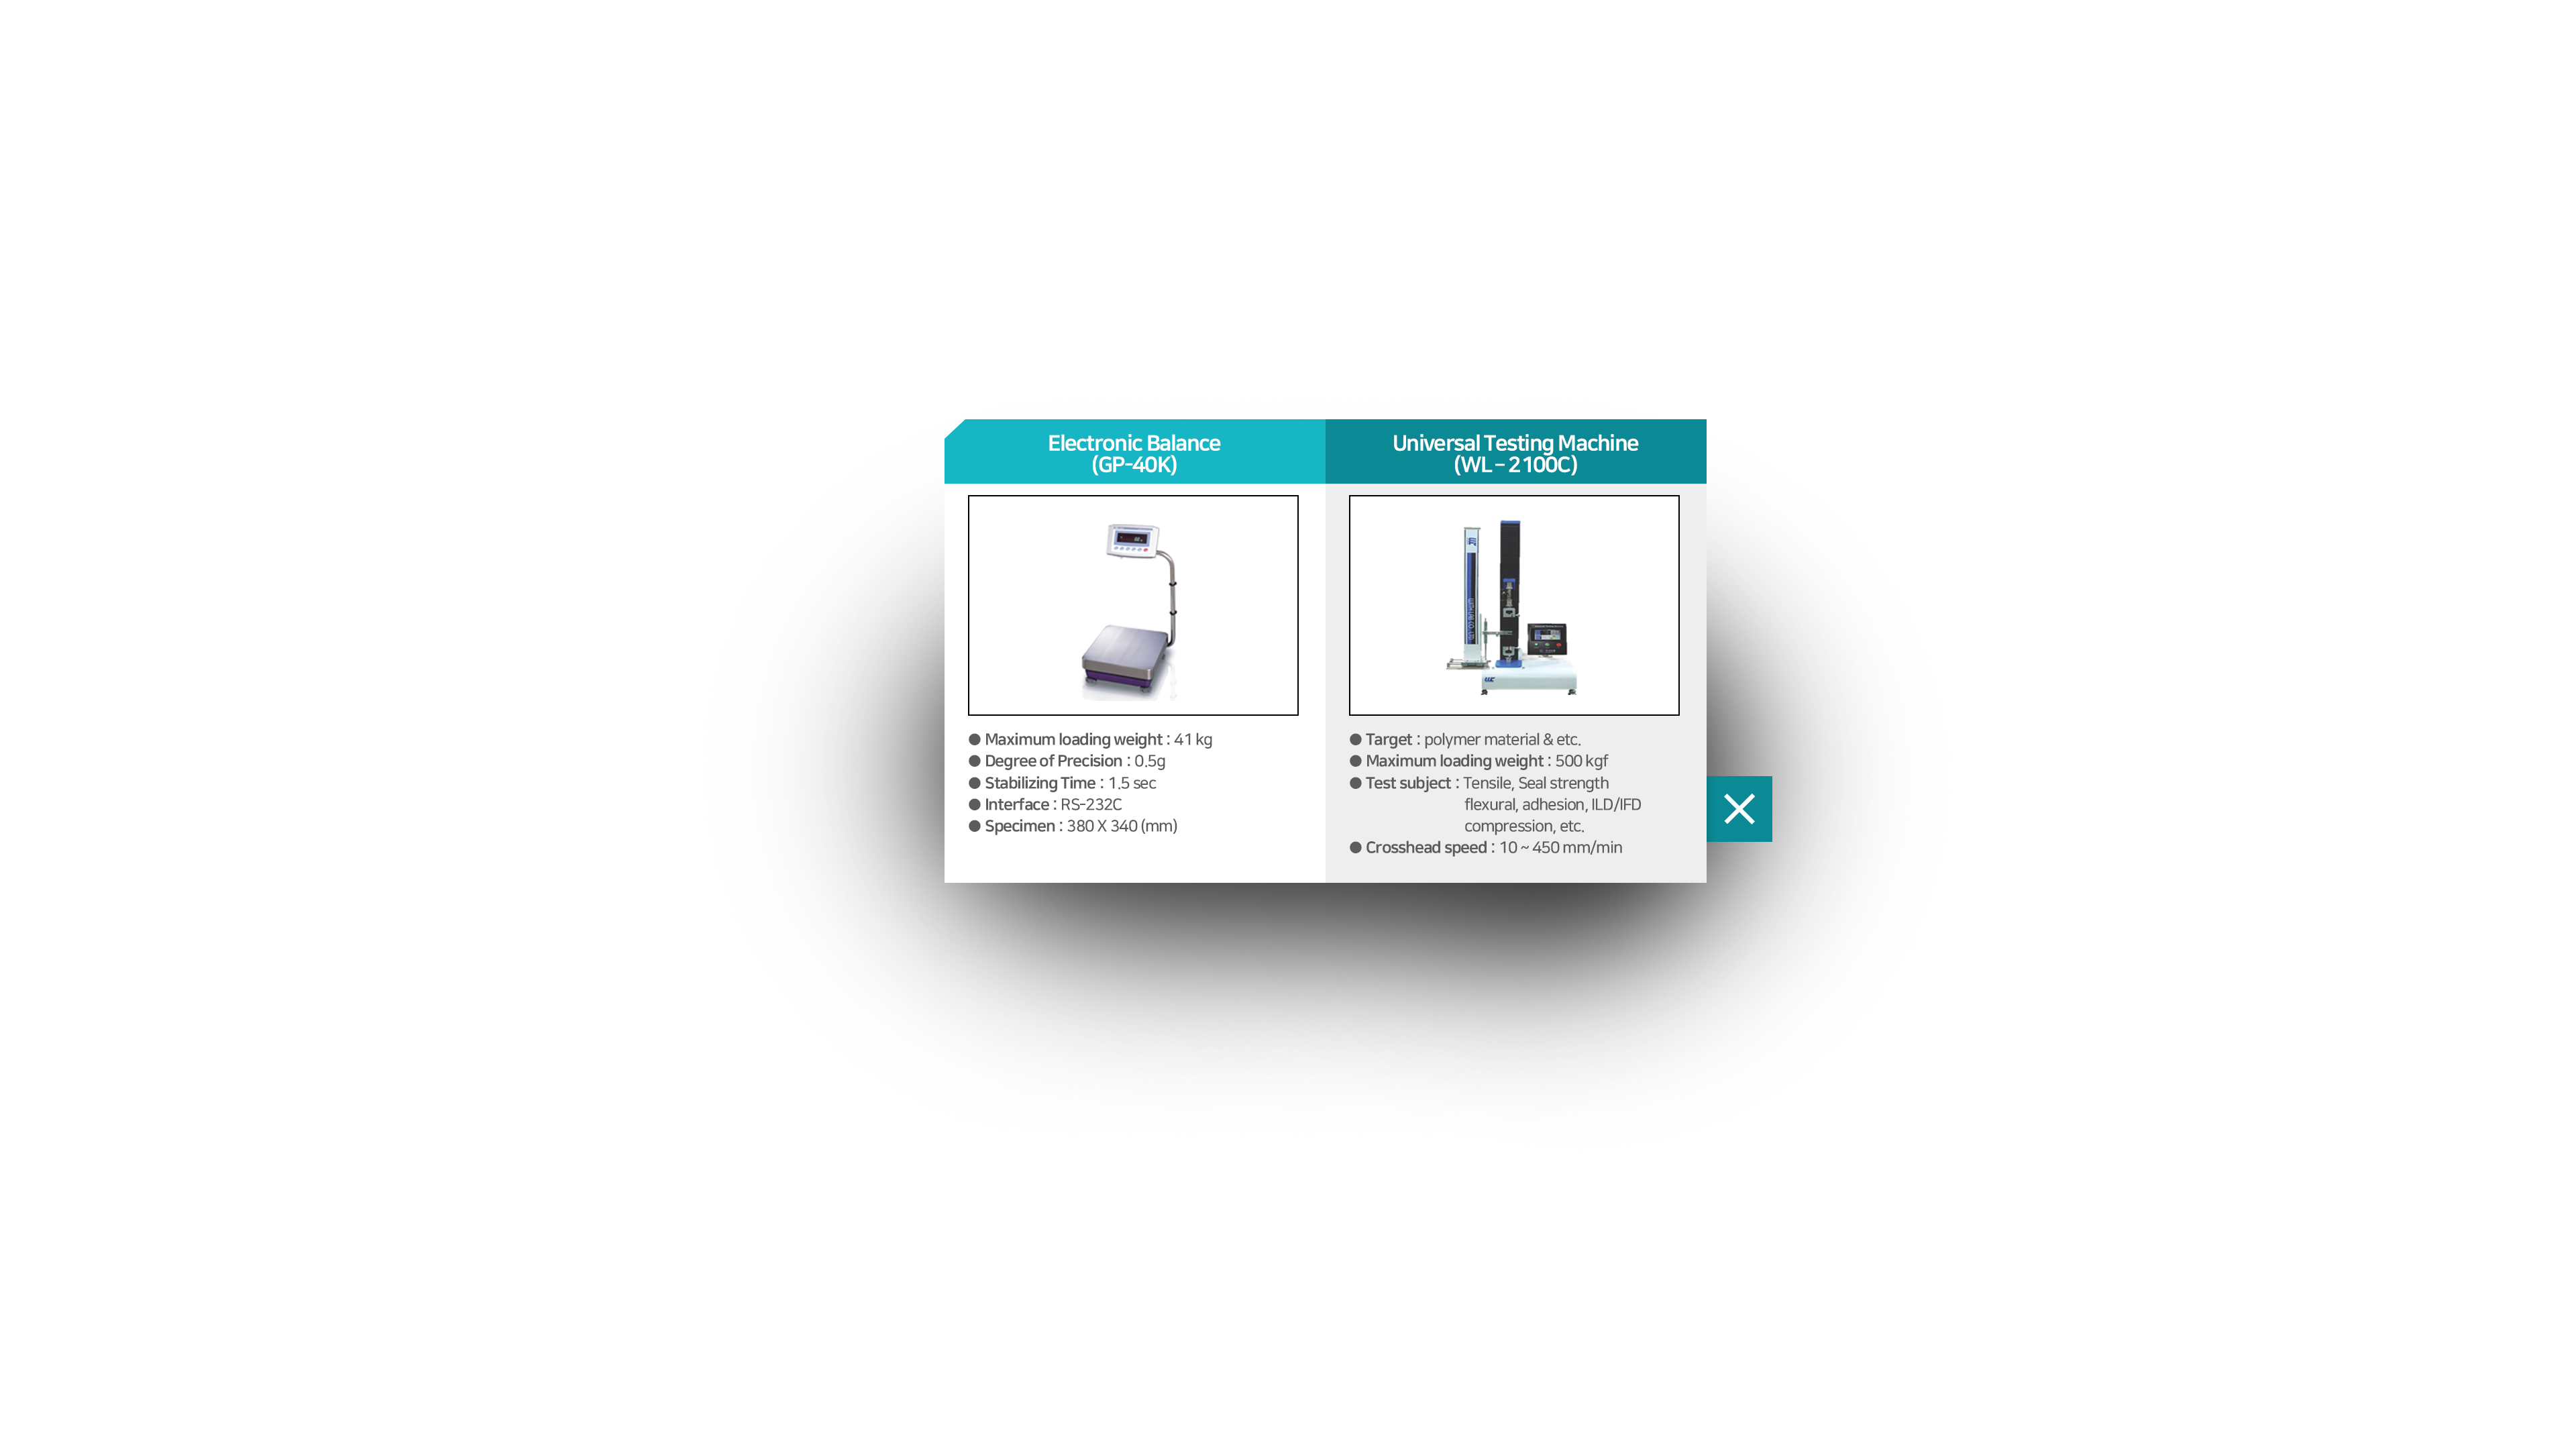 Electronic Balance
(GP-40K)
● Maximum loading weight : 41 kg
● Degree of Precision : 0.5g
● Stabilizing Time : 1.5 sec
● Interface : RS-232C
● Specimen : 380 X 340 (mm)
Universal Testing Machine
(WL – 2100C)
● Target : polymer material & etc.
● Maximum loading weight : 500 kgf
● Test subject : Tensile, Seal strength
flexural, adhesion, ILD/IFD
compression, etc.
● Crosshead speed : 10 ~ 450 mm/min